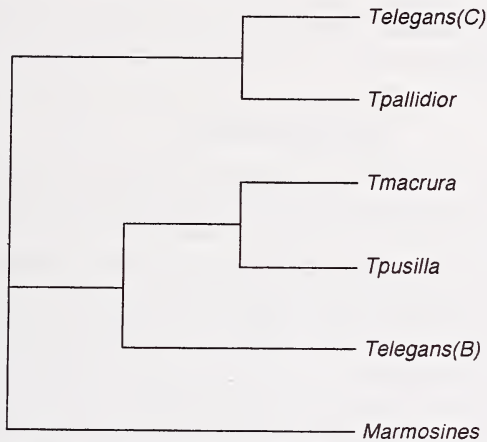 Telegans(C)
Tpallidior
Tmacrura
Tpusilla
Telegans(B)
Marmosines